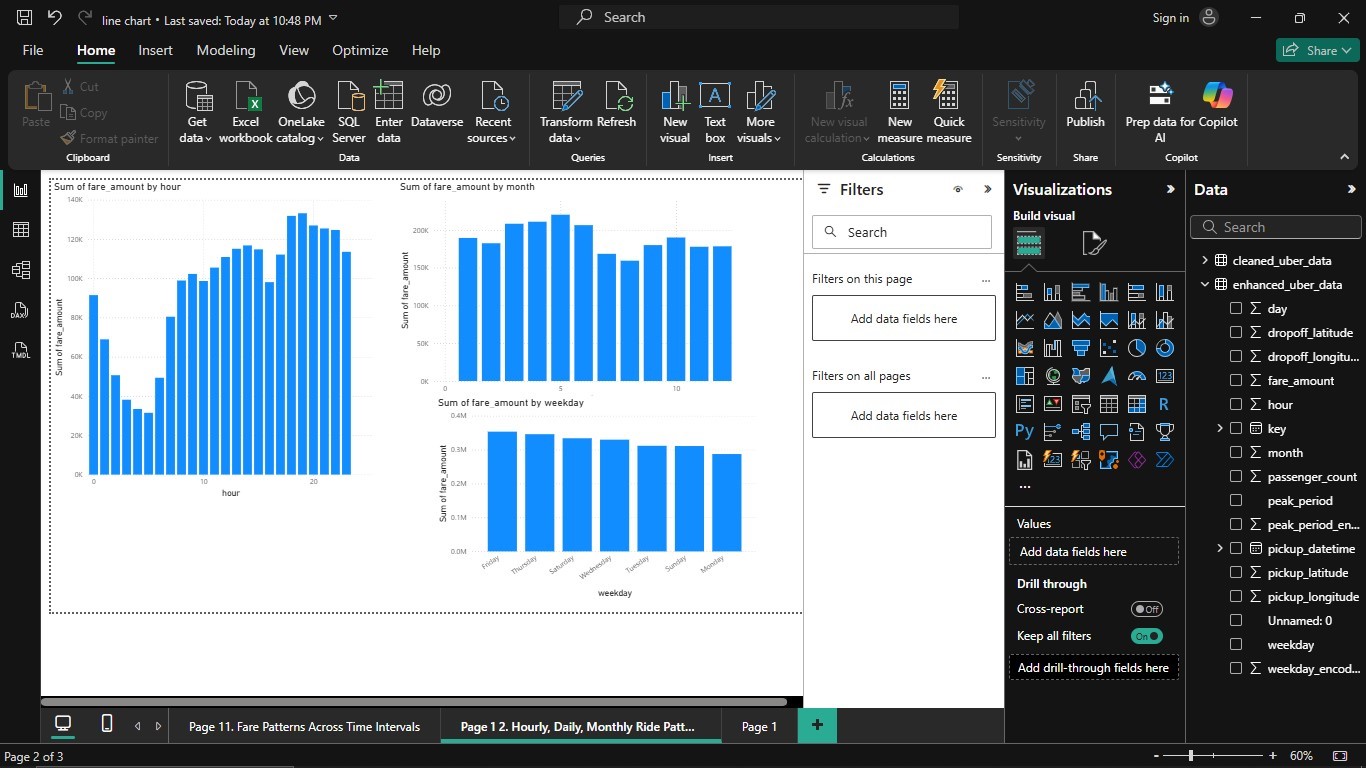 line chart • Last saved: Today at 10:48 PM
Search
Sign in
File
Home
Insert
Modeling
View
Optimize
Help
Share
Paste
Cut
Copy
Format painter
Clipboard
Get data
Excel workbook
OneLake catalog
SQL Server
Enter data
Dataverse
Recent sources
Data
Transform data
Refresh
Queries
New visual
Text box
More visuals
Insert
New visual calculation
New measure
Quick measure
Calculations
Sensitivity
Sensitivity
Publish
Share
Prep data for AI
Copilot
Copilot
Sum of fare_amount by hour
140K
120K
100K
80K
60K
40K
20K
0K
Sum of fare_amount
0
10
20
hour
Sum of fare_amount by month
200K
150K
100K
50K
0K
Sum of fare_amount
0
5
10
Sum of fare_amount by weekday
0.4M
0.3M
0.2M
0.1M
0.0M
Sum of fare_amount
Friday
Thursday
Saturday
Wednesday
Tuesday
Sunday
Monday
weekday
Filters
Search
Filters on this page
...
Add data fields here
Filters on all pages
...
Add data fields here
Visualizations
Build visual
123
R
Py
123
...
Values
Add data fields here
Drill through
Cross-report
Off
Keep all filters
On
Add drill-through fields here
Data
Search
cleaned_uber_data
enhanced_uber_data
day
dropoff_latitude
dropoff_longitu...
fare_amount
hour
key
month
passenger_count
peak_period
peak_period_en...
pickup_datetime
pickup_latitude
pickup_longitude
Unnamed: 0
weekday
weekday_encod...
DAX
TMDL
Page 11. Fare Patterns Across Time Intervals
Page 1 2. Hourly, Daily, Monthly Ride Patt...
Page 1
+
Page 2 of 3
-
+
60%